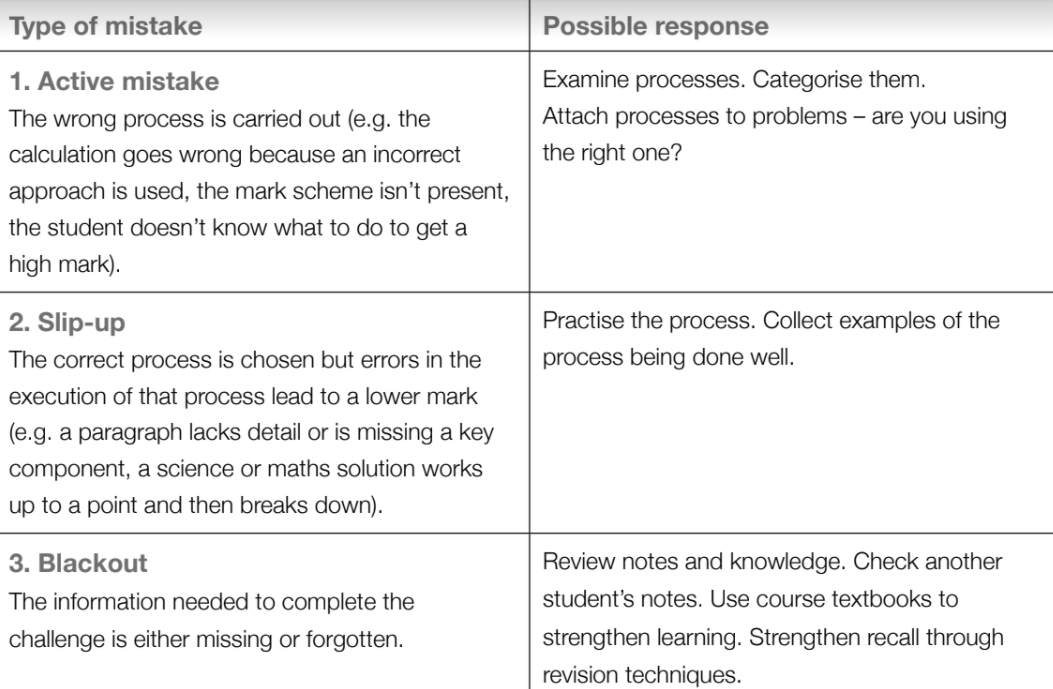 Type of mistake
Possible response
1. Active mistake
The wrong process is carried out (e.g. the
calculation goes wrong because an incorrect
approach is used, the mark scheme isn’t present,
the student doesn’t know what to do to get a
high mark).
Examine processes. Categorise them.
Attach processes to problems – are you using
the right one?
2. Slip-up
The correct process is chosen but errors in the
execution of that process lead to a lower mark
(e.g. a paragraph lacks detail or is missing a key
component, a science or maths solution works
up to a point and then breaks down).
Practise the process. Collect examples of the
process being done well.
3. Blackout
The information needed to complete the
challenge is either missing or forgotten.
Review notes and knowledge. Check another
student’s notes. Use course textbooks to
strengthen learning. Strengthen recall through
revision techniques.